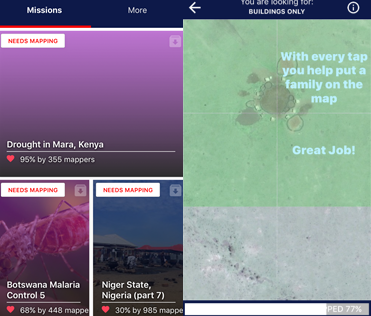 Missions
More
NEEDS MAPPING
Drought in Mara, Kenya
95% by 355 mappers
NEEDS MAPPING
Botswana Malaria
Control 5
68% by 448 mappe
NEEDS MAPPING
Niger State,
Nigeria (part 7)
30% by 985 mappe
You are looking for:
BUILDINGS ONLY
With every tap
you help put a
family on the
map
Great Job!
PED 77%